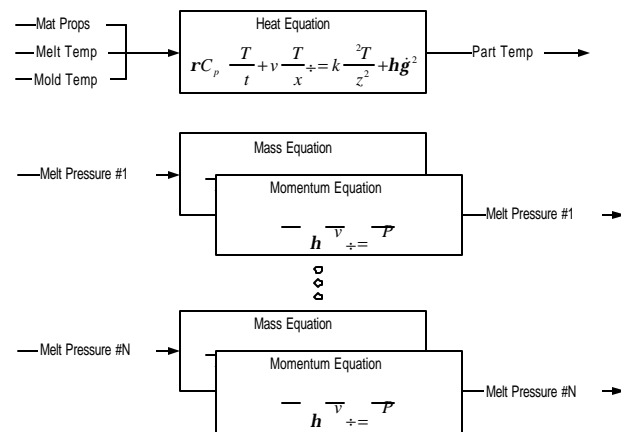 Mat Props
Melt Temp
Mold Temp
Heat Equation
rC_p T/t + v T/x ÷= k ²T/z² + hġ²
Part Temp
Mass Equation
Melt Pressure #1
Momentum Equation
h v ÷= P
Melt Pressure #1
Mass Equation
Melt Pressure #N
Momentum Equation
h v ÷= P
Melt Pressure #N